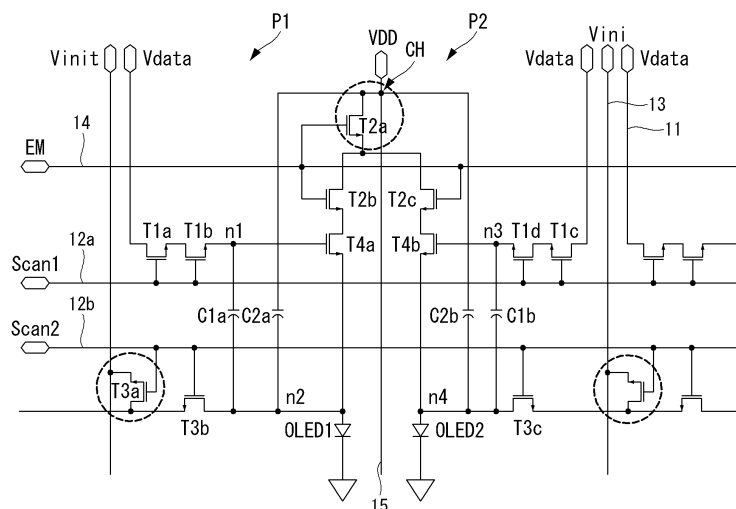 P1
VDD
P2
Vini
Vinit
Vdata
CH
Vdata
Vdata
13
T2a
14
11
EM
T2b
T2c
12a
T1a
T1b
n1
T4a
T4b
n3
T1d
T1c
Scan1
12b
C1a
C2a
C2b
C1b
Scan2
T3a
n2
n4
T3b
OLED1
OLED2
T3c
15